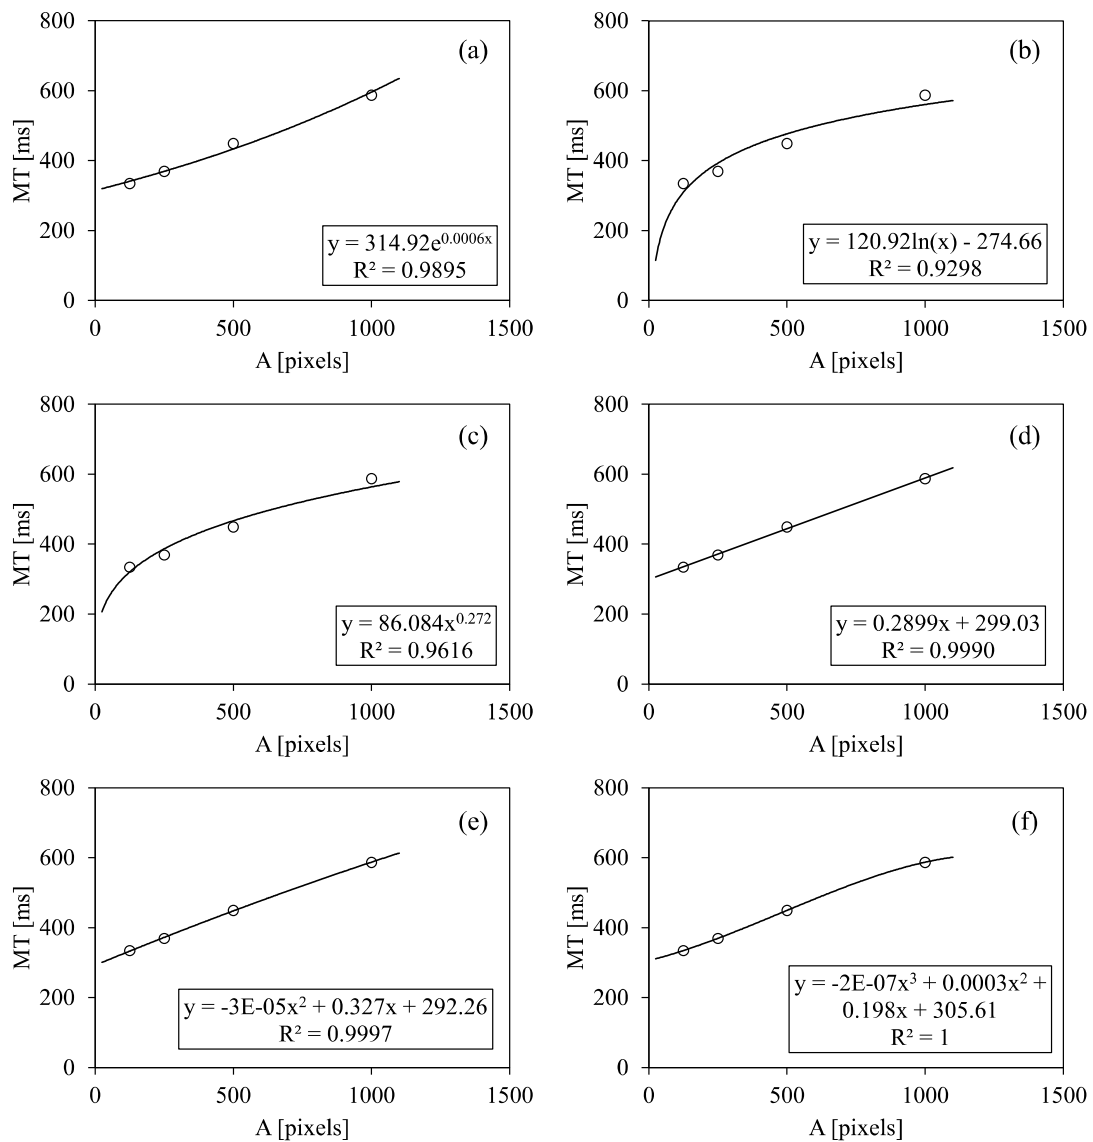 (a)
800
600
400
200
0
MT [ms]
y = 314.92e^0.0006x
R² = 0.9895
0 500 1000 1500
A [pixels]
(b)
800
600
400
200
0
MT [ms]
y = 120.92ln(x) - 274.66
R² = 0.9298
0 500 1000 1500
A [pixels]
(c)
800
600
400
200
0
MT [ms]
y = 86.084x^0.272
R² = 0.9616
0 500 1000 1500
A [pixels]
(d)
800
600
400
200
0
MT [ms]
y = 0.2899x + 299.03
R² = 0.9990
0 500 1000 1500
A [pixels]
(e)
800
600
400
200
0
MT [ms]
y = -3E-05x² + 0.327x + 292.26
R² = 0.9997
0 500 1000 1500
A [pixels]
(f)
800
600
400
200
0
MT [ms]
y = -2E-07x³ + 0.0003x² +
0.198x + 305.61
R² = 1
0 500 1000 1500
A [pixels]